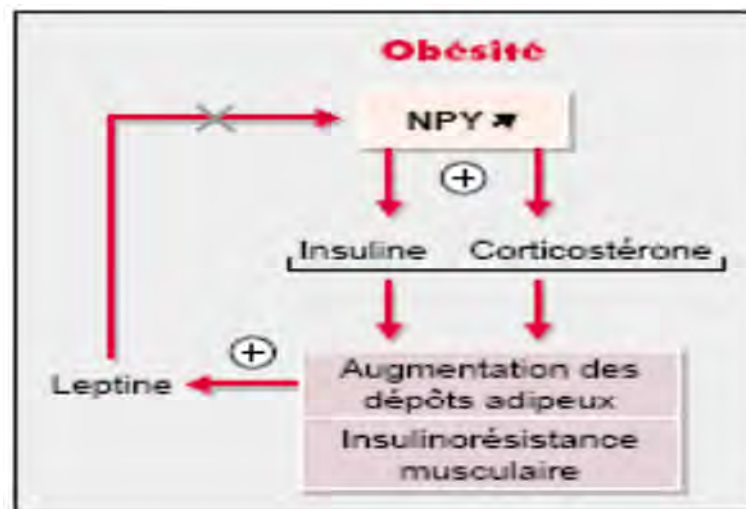 Obésité
NPY ↗
+
Insuline Corticostérone
+
Leptine
Augmentation des
dépôts adipeux
Insulinorésistance
musculaire